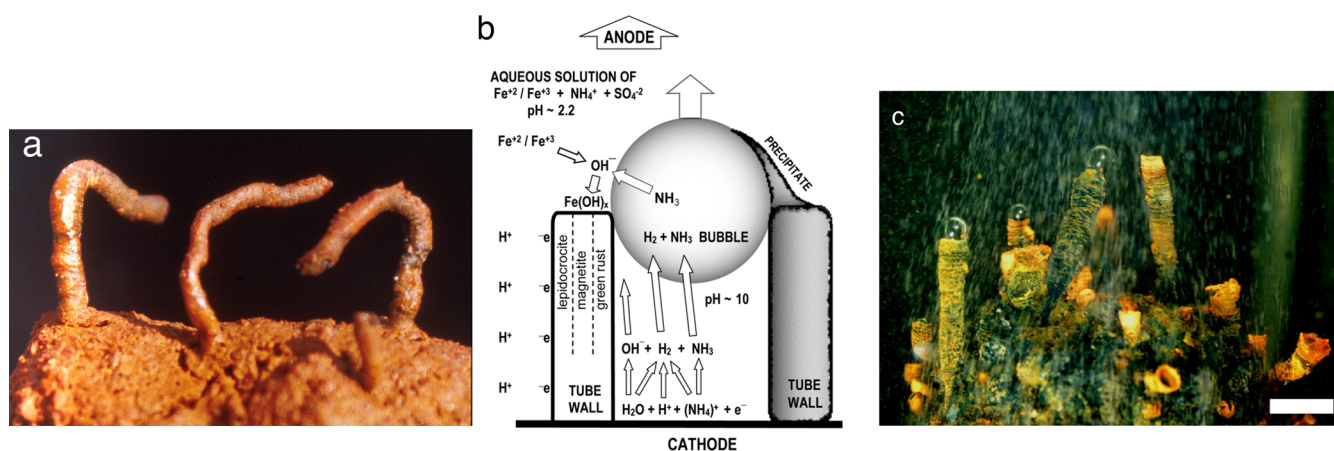 a
b
ANODE
AQUEOUS SOLUTION OF
Fe+2 / Fe+3 + NH4+ + SO4-2
pH ~ 2.2
Fe+2 / Fe+3
OH−
NH3
Fe(OH)x
PRECIPITATE
H2 + NH3 BUBBLE
pH ~ 10
H+ −e
H+ −e
H+ −e
H+ −e
lepidocrocite
magnetite
green rust
OH− + H2 + NH3
TUBE
WALL
H2O + H+ + (NH4)+ + e−
TUBE
WALL
CATHODE
c